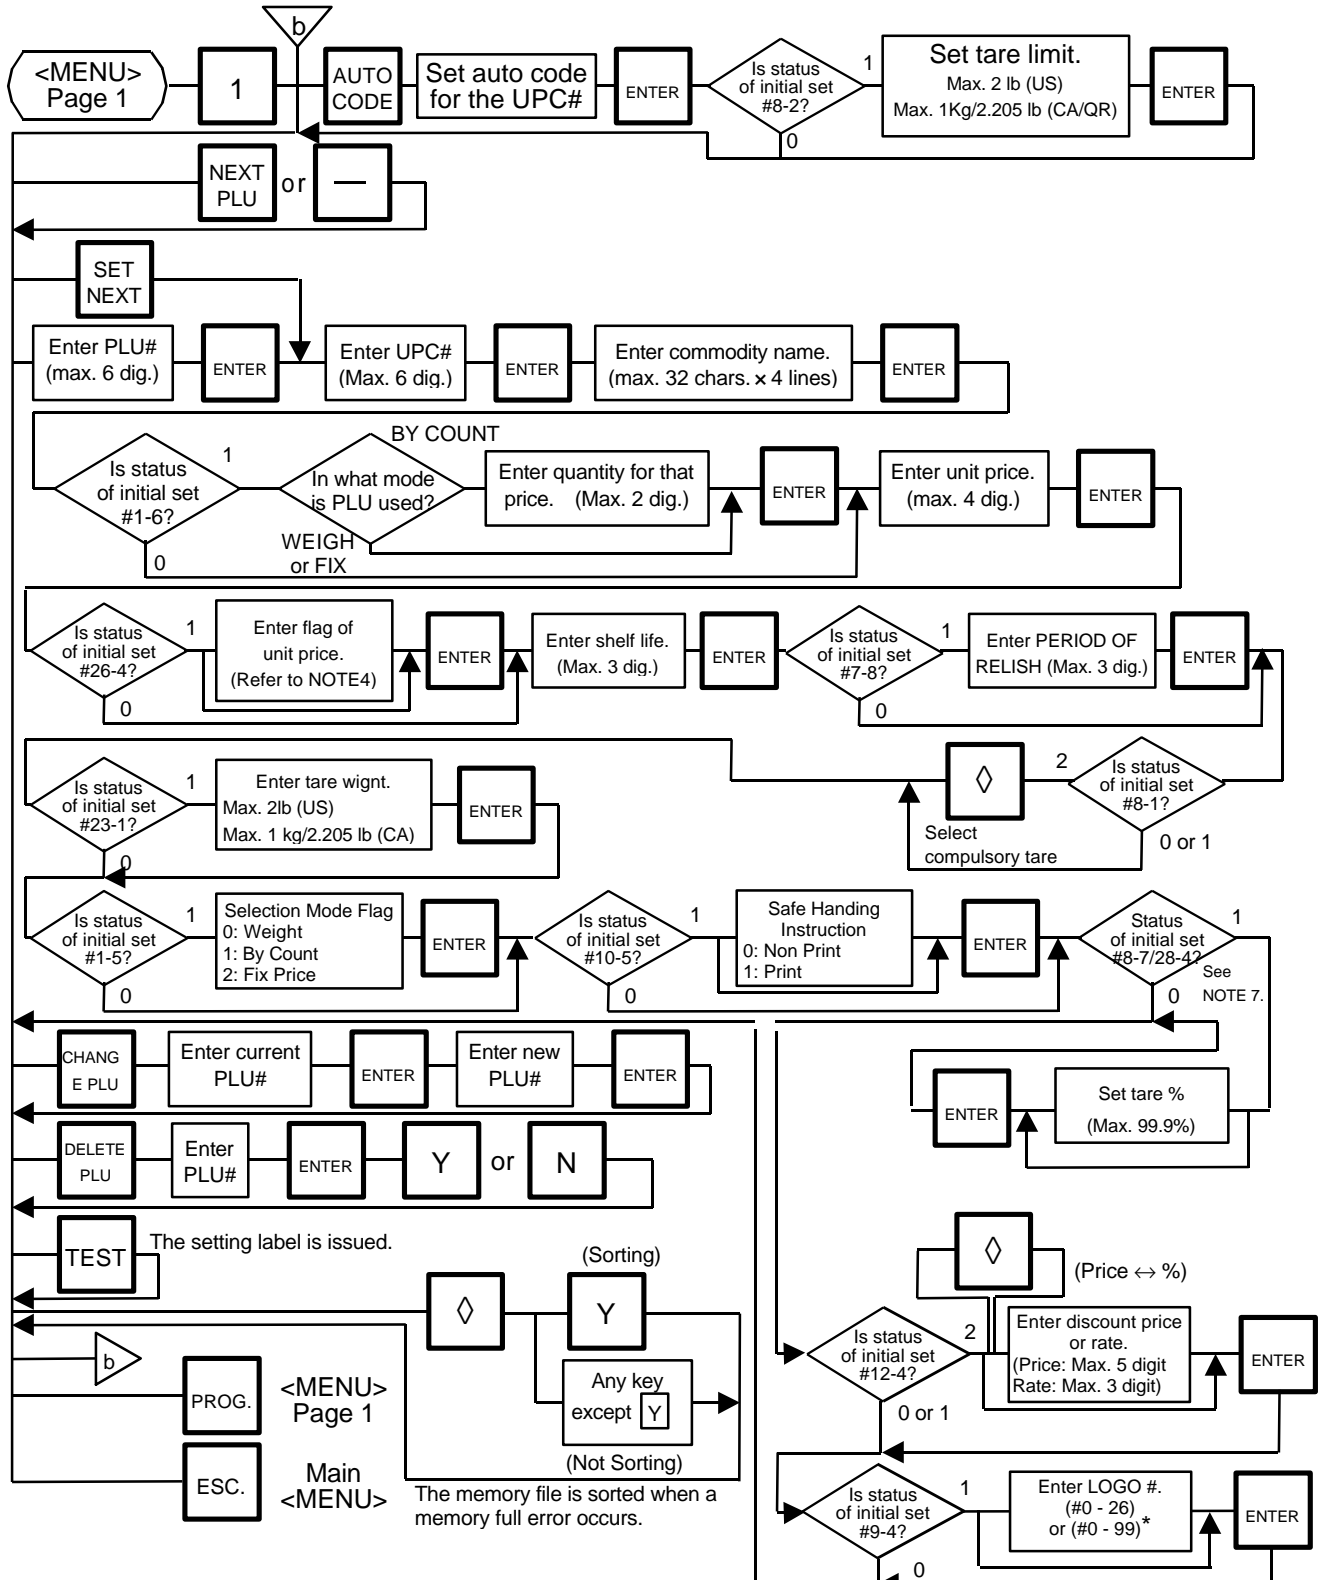 b
<MENU>
Page 1
1
AUTO
CODE
Set auto code
for the UPC#
ENTER
Is status
of initial set
#8-2?
1
0
Set tare limit.
Max. 2 lb (US)
Max. 1Kg/2.205 lb (CA/QR)
ENTER
NEXT
PLU
or
—
SET
NEXT
Enter PLU#
(max. 6 dig.)
ENTER
Enter UPC#
(Max. 6 dig.)
ENTER
Enter commodity name.
(max. 32 chars. × 4 lines)
ENTER
Is status
of initial set
#1-6?
1
0
BY COUNT
In what mode
is PLU used?
WEIGH
or FIX
Enter quantity for that
price. (Max. 2 dig.)
ENTER
Enter unit price.
(max. 4 dig.)
ENTER
Is status
of initial set
#26-4?
1
0
Enter flag of
unit price.
(Refer to NOTE4)
ENTER
Enter shelf life.
(Max. 3 dig.)
ENTER
Is status
of initial set
#7-8?
1
0
Enter PERIOD OF
RELISH (Max. 3 dig.)
ENTER
Is status
of initial set
#8-1?
2
0 or 1
◊
Select
compulsory tare
Is status
of initial set
#23-1?
1
0
Enter tare wignt.
Max. 2lb (US)
Max. 1 kg/2.205 lb (CA)
ENTER
Is status
of initial set
#1-5?
1
0
Selection Mode Flag
0: Weight
1: By Count
2: Fix Price
ENTER
Is status
of initial set
#10-5?
1
0
Safe Handing
Instruction
0: Non Print
1: Print
ENTER
Status
of initial set
#8-7/28-4?
1
0
See
NOTE 7.
CHANG
E PLU
Enter current
PLU#
ENTER
Enter new
PLU#
ENTER
ENTER
Set tare %
(Max. 99.9%)
DELETE
PLU
Enter
PLU#
ENTER
Y
or
N
TEST
The setting label is issued.
◊
(Sorting)
Y
Any key
except Y
(Not Sorting)
The memory file is sorted when a
memory full error occurs.
b
PROG.
<MENU>
Page 1
ESC.
Main
<MENU>
◊
(Price ↔ %)
Is status
of initial set
#12-4?
2
0 or 1
Enter discount price
or rate.
(Price: Max. 5 digit
Rate: Max. 3 digit)
ENTER
Is status
of initial set
#9-4?
1
0
Enter LOGO #.
(#0 - 26)
or (#0 - 99)*
ENTER